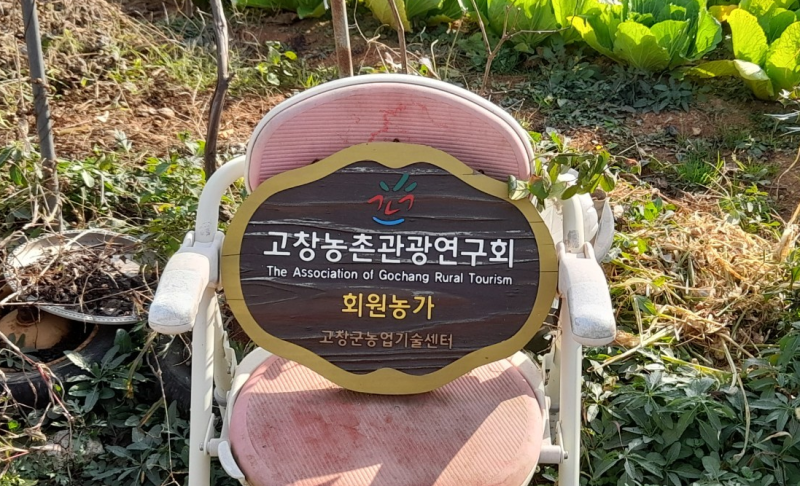 고창농촌관광연구회
The Association of Gochang Rural Tourism
회원농가
고창군농업기술센터